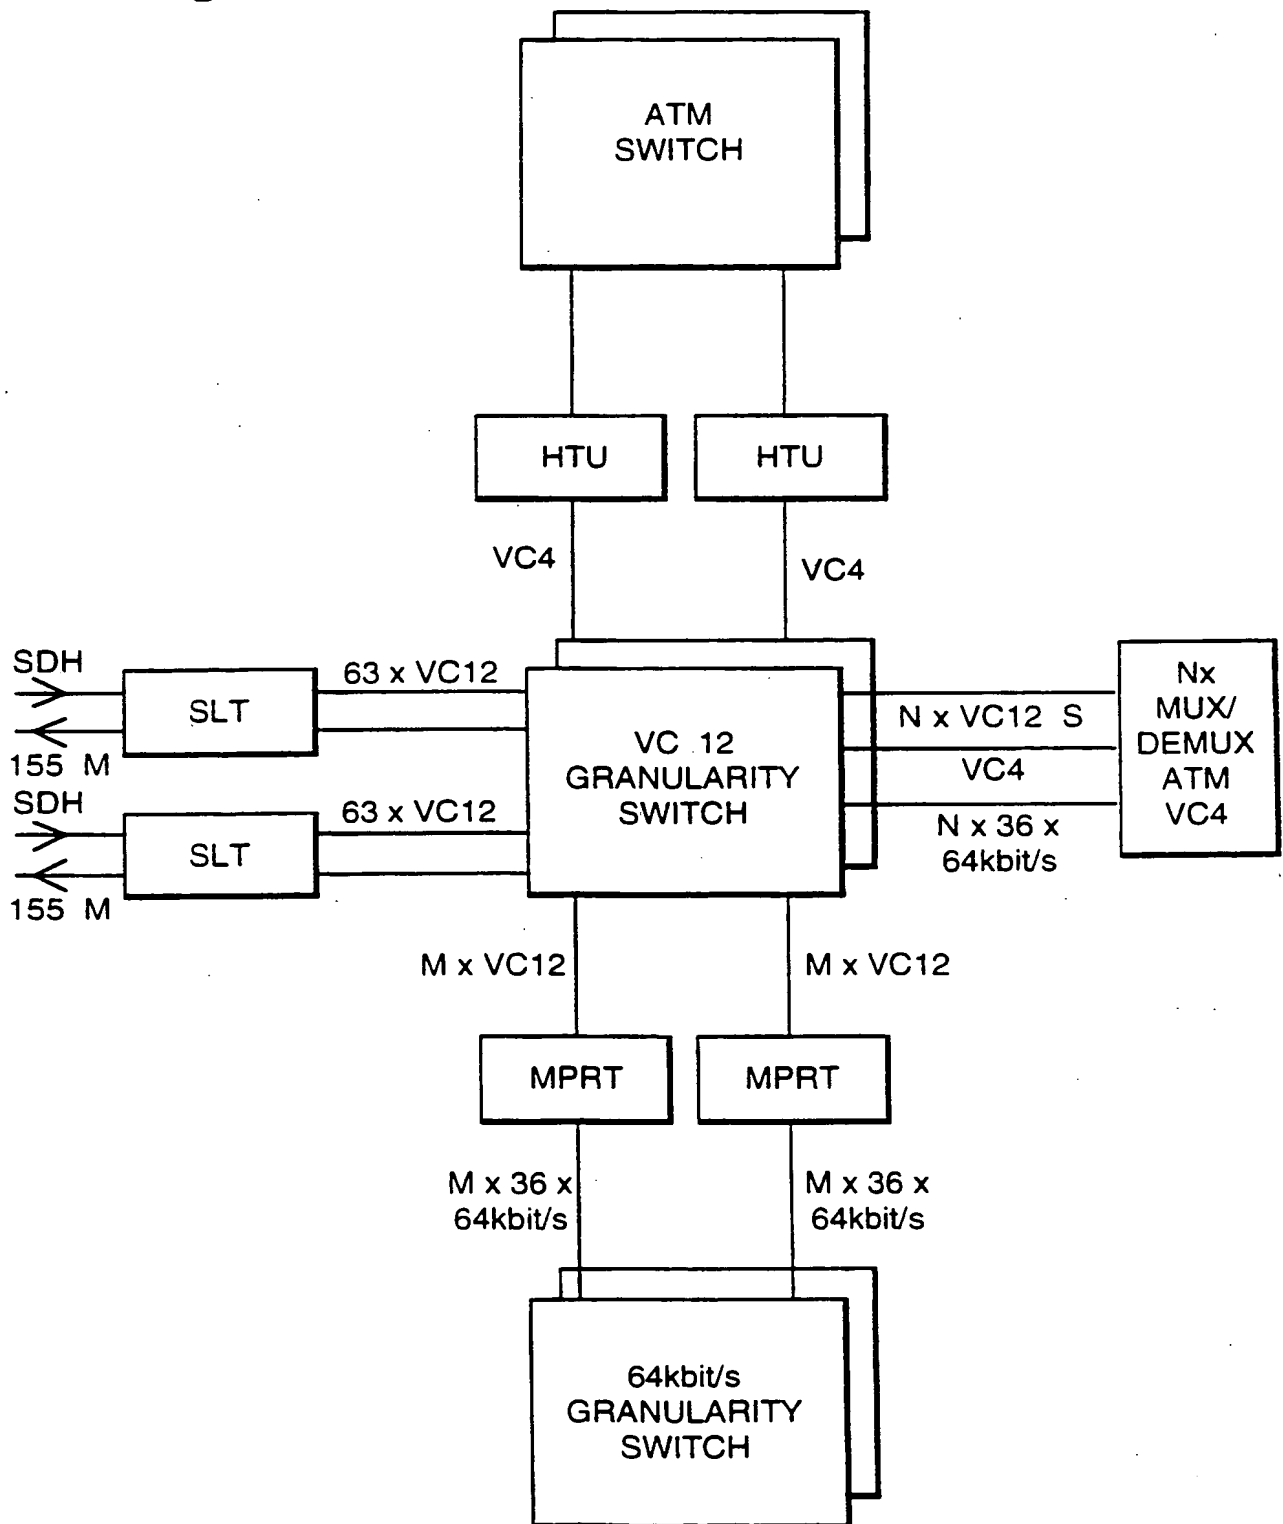 ATM
SWITCH
HTU
HTU
VC4
VC4
SDH
SLT
63 x VC12
155 M
SDH
SLT
63 x VC12
155 M
VC 12
GRANULARITY
SWITCH
N x VC12 S
VC4
N x 36 x
64kbit/s
Nx
MUX/
DEMUX
ATM
VC4
M x VC12
M x VC12
MPRT
MPRT
M x 36 x
64kbit/s
M x 36 x
64kbit/s
64kbit/s
GRANULARITY
SWITCH